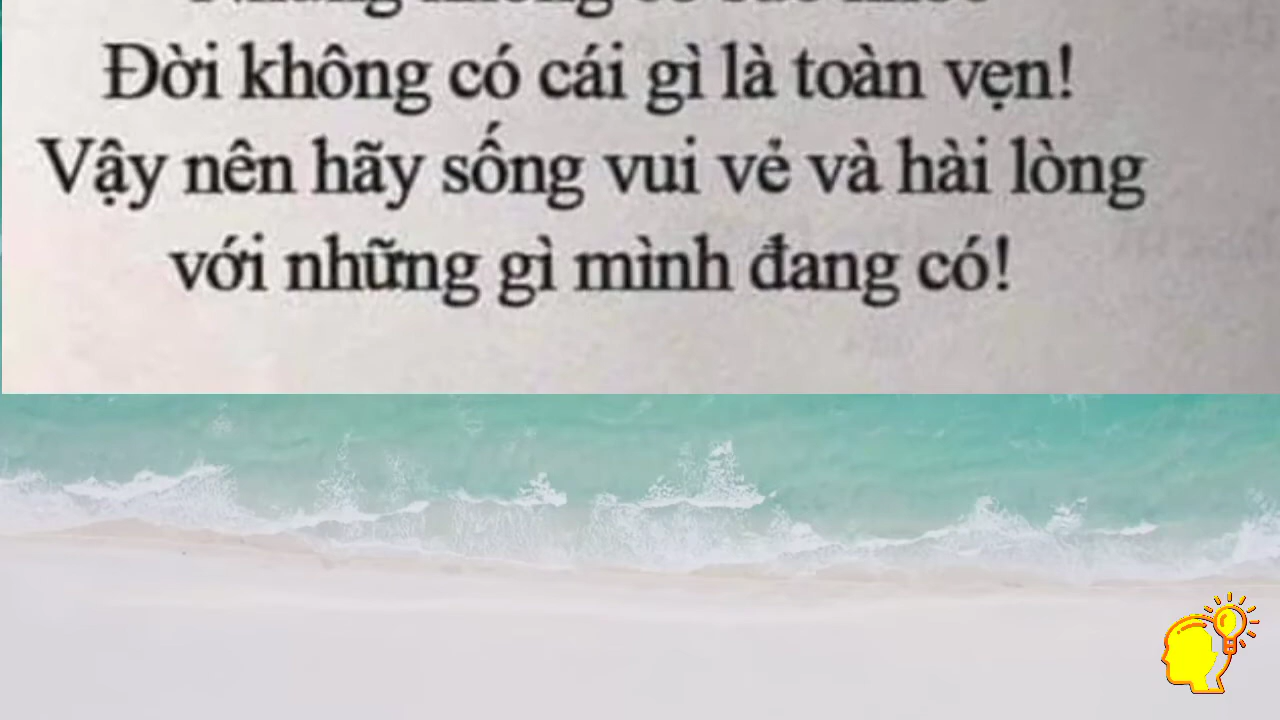 Đời không có cái gì là toàn vẹn!
Vậy nên hãy sống vui vẻ và hài lòng
với những gì mình đang có!